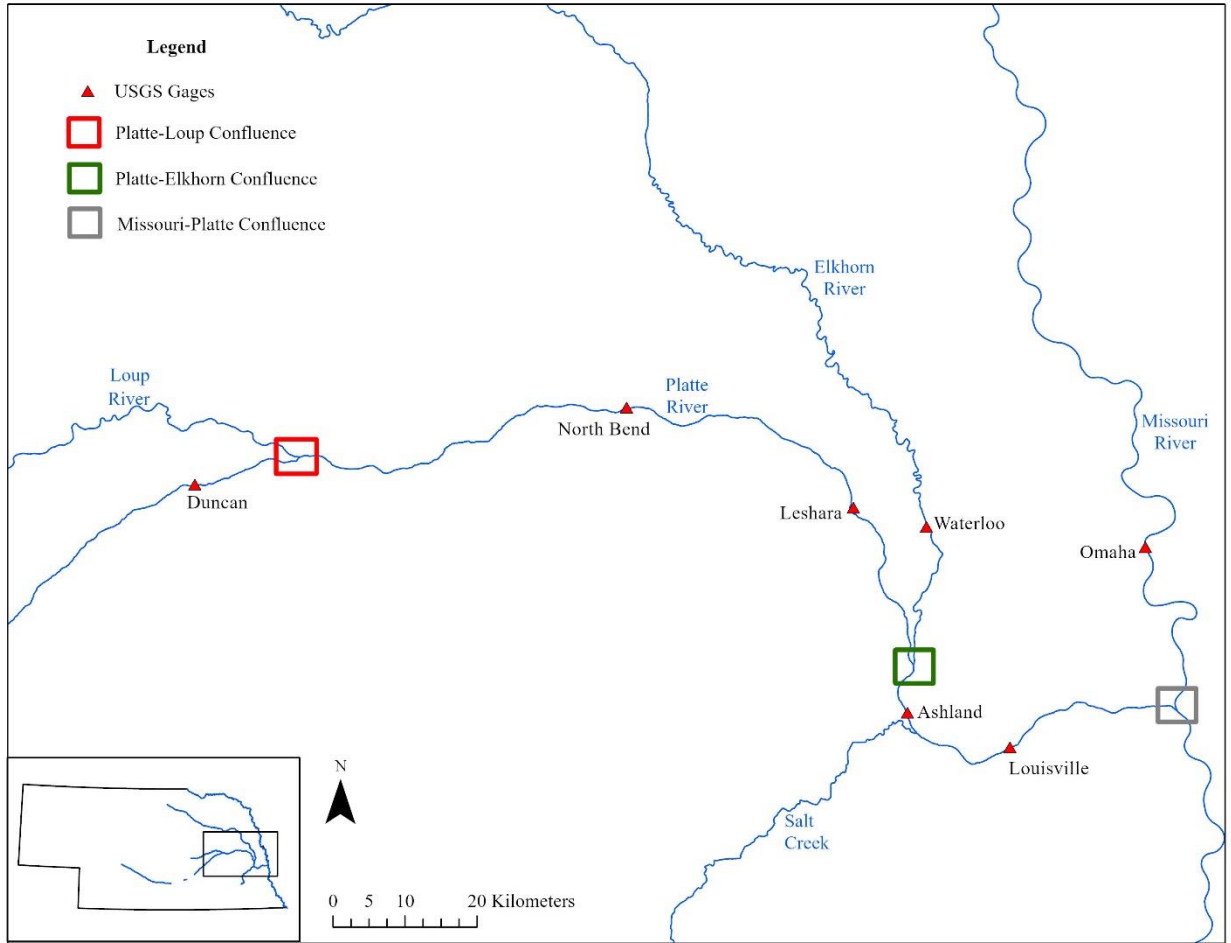 Legend
USGS Gages
Platte-Loup Confluence
Platte-Elkhorn Confluence
Missouri-Platte Confluence
Elkhorn
River
Loup
River
Platte
River
North Bend
Missouri
River
Duncan
Leshara
Waterloo
Omaha
Ashland
Louisville
Salt
Creek
N
0 5 10 20 Kilometers